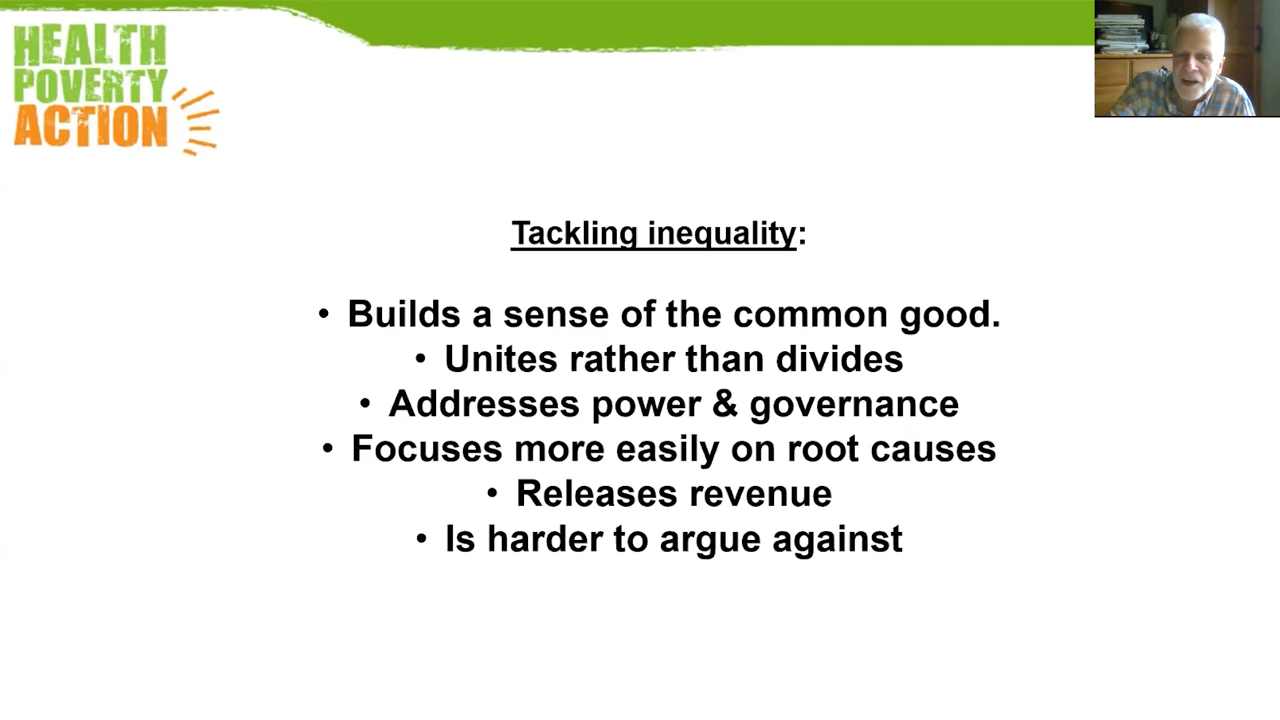 HEALTH
POVERTY
ACTION
Tackling inequality:
• Builds a sense of the common good.
• Unites rather than divides
• Addresses power & governance
• Focuses more easily on root causes
• Releases revenue
• Is harder to argue against